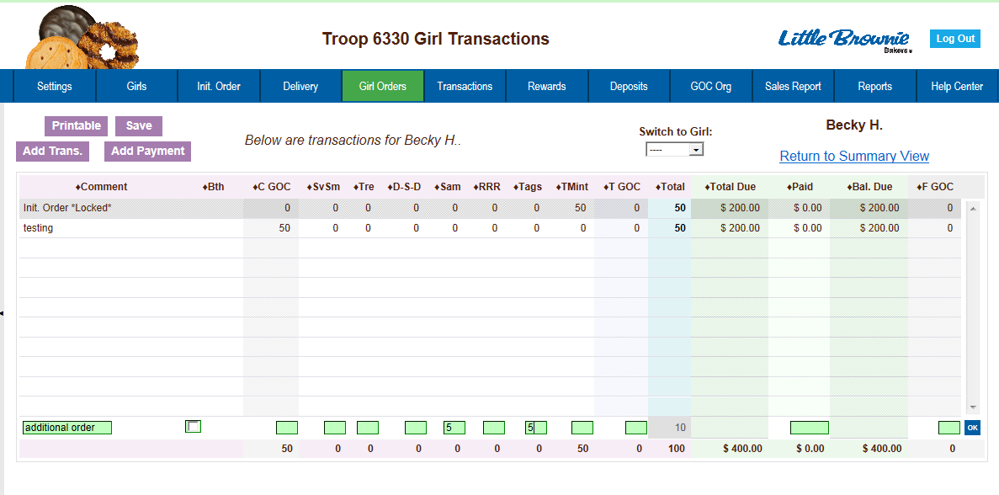 Troop 6330 Girl Transactions
Little Brownie
Bakers
Log Out
Settings Girls Init. Order Delivery Girl Orders Transactions Rewards Deposits GOC Org Sales Report Reports Help Center
Printable Save
Add Trans. Add Payment
Below are transactions for Becky H..
Switch to Girl:
----
Becky H.
Return to Summary View
♦Comment ♦Bth ♦C GOC ♦SvSm ♦Tre ♦D-S-D ♦Sam ♦RRR ♦Tags ♦TMint ♦T GOC ♦Total ♦Total Due ♦Paid ♦Bal. Due ♦F GOC
Init. Order *Locked* 0 0 0 0 0 0 0 50 0 50 $ 200.00 $ 0.00 $ 200.00 0
testing 50 0 0 0 0 0 0 0 0 50 $ 200.00 $ 0.00 $ 200.00 0
additional order 5 5 10 OK
50 0 0 0 0 0 0 50 0 100 $ 400.00 $ 0.00 $ 400.00 0